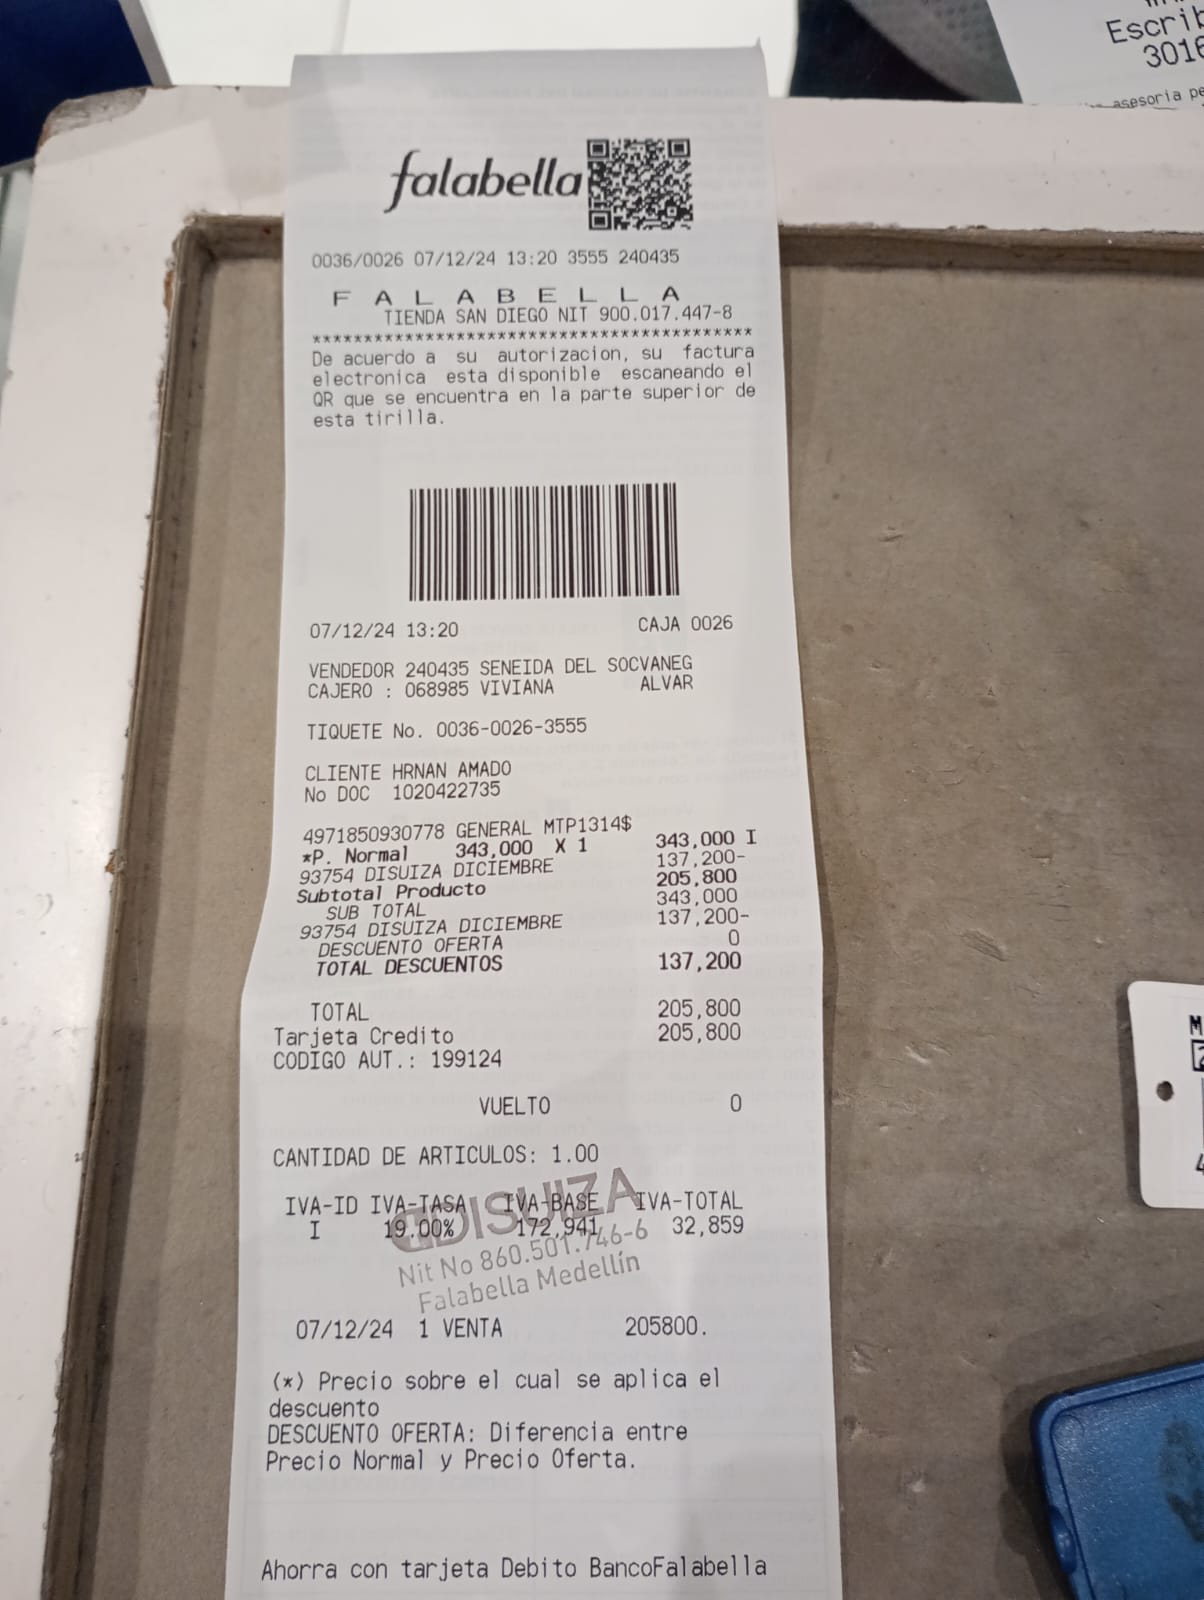 Escrib
3016
asesoria pe
falabella
0036/0026 07/12/24 13:20 3555 240435
F A L A B E L L A
TIENDA SAN DIEGO NIT 900.017.447-8
*******************************************
De acuerdo a su autorizacion, su factura
electronica esta disponible escaneando el
QR que se encuentra en la parte superior de
esta tirilla.
07/12/24 13:20 CAJA 0026
VENDEDOR 240435 SENEIDA DEL SOCVANEG
CAJERO : 068985 VIVIANA ALVAR
TIQUETE No. 0036-0026-3555
CLIENTE HRNAN AMADO
No DOC 1020422735
4971850930778 GENERAL MTP1314$
*P. Normal 343,000 X 1 343,000 I
93754 DISUIZA DICIEMBRE 137,200-
Subtotal Producto 205,800
SUB TOTAL 343,000
93754 DISUIZA DICIEMBRE 137,200-
DESCUENTO OFERTA 0
TOTAL DESCUENTOS 137,200
TOTAL 205,800
Tarjeta Credito 205,800
CODIGO AUT.: 199124
VUELTO 0
CANTIDAD DE ARTICULOS: 1.00
IVA-ID IVA-TASA IVA-BASE IVA-TOTAL
I 19.00% 172,941 32,859
DISUIZA
Nit No 860.501.746-6
Falabella Medellín
07/12/24 1 VENTA 205800.
(*) Precio sobre el cual se aplica el
descuento
DESCUENTO OFERTA: Diferencia entre
Precio Normal y Precio Oferta.
Ahorra con tarjeta Debito BancoFalabella